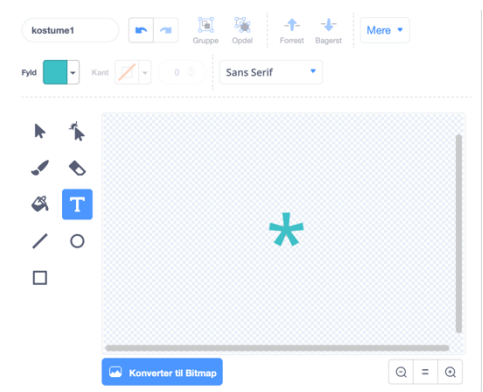 kostume1
Gruppe
Opdel
Forrest
Bagerst
Mere
Fyld
Kant
0
Sans Serif
T
*
Konverter til Bitmap
=